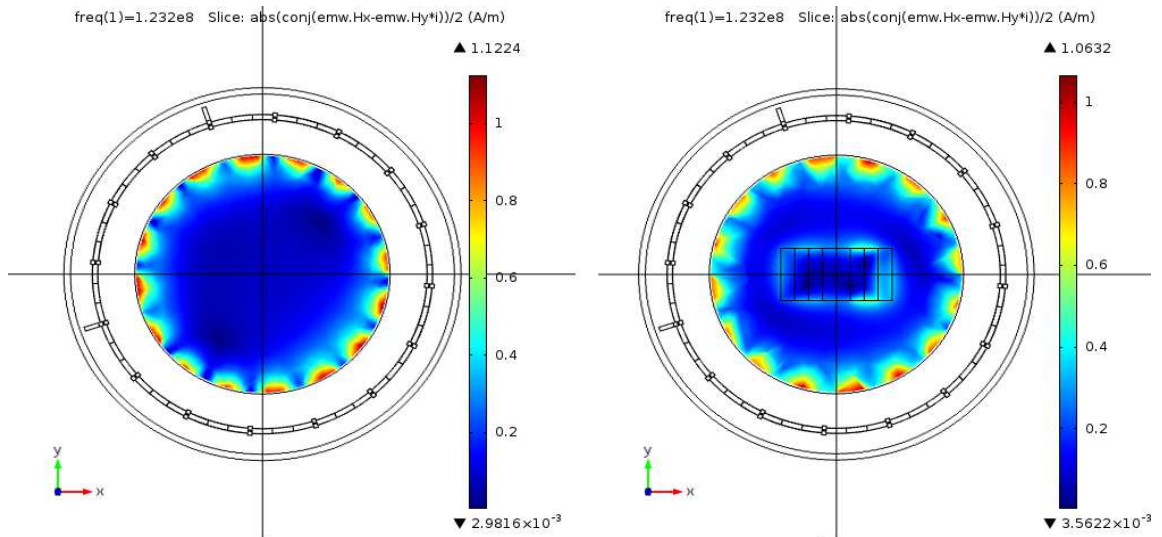 freq(1)=1.232e8 Slice: abs(conj(emw.Hx-emw.Hy*i))/2 (A/m)
▲ 1.1224
1
0.8
0.6
0.4
0.2
y
x
▼ 2.9816×10⁻³
freq(1)=1.232e8 Slice: abs(conj(emw.Hx-emw.Hy*i))/2 (A/m)
▲ 1.0632
1
0.8
0.6
0.4
0.2
y
x
▼ 3.5622×10⁻³